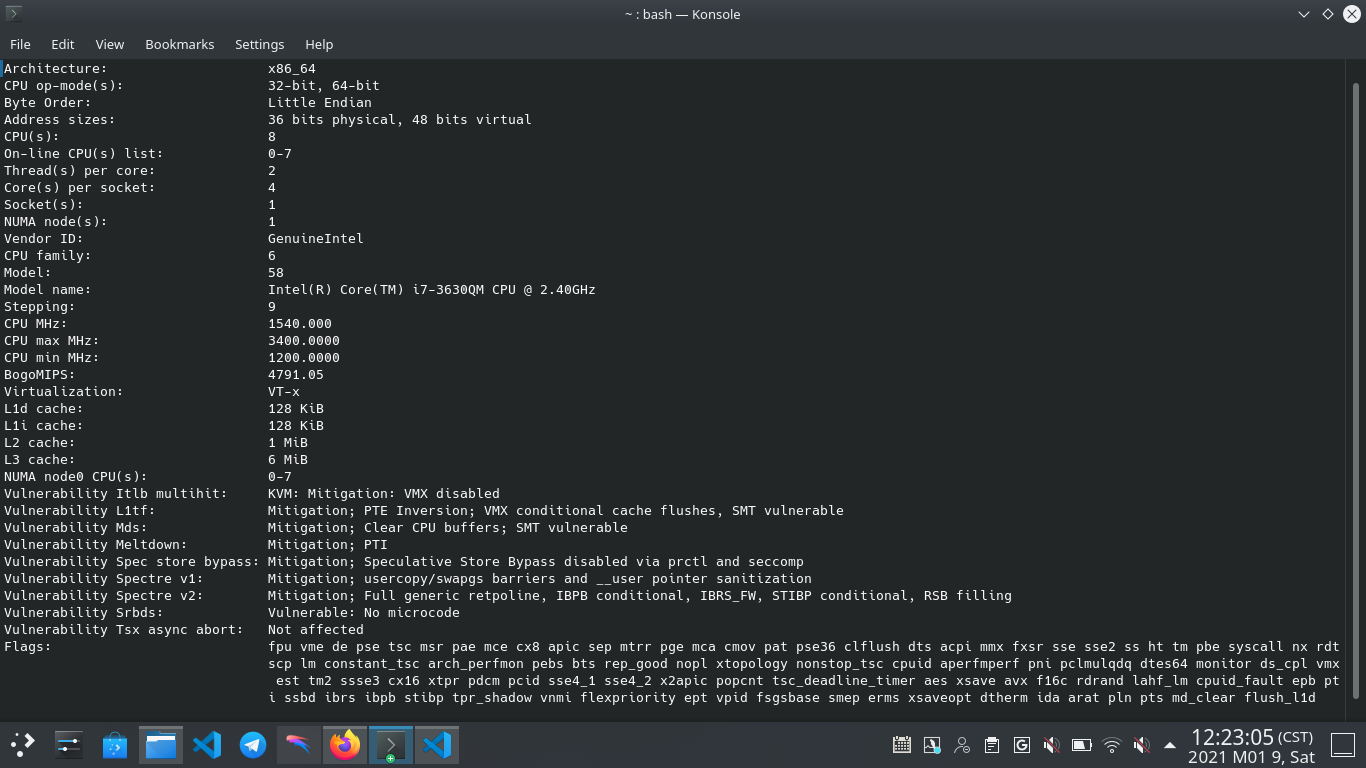 ~ : bash — Konsole
File Edit View Bookmarks Settings Help
Architecture: x86_64
CPU op-mode(s): 32-bit, 64-bit
Byte Order: Little Endian
Address sizes: 36 bits physical, 48 bits virtual
CPU(s): 8
On-line CPU(s) list: 0-7
Thread(s) per core: 2
Core(s) per socket: 4
Socket(s): 1
NUMA node(s): 1
Vendor ID: GenuineIntel
CPU family: 6
Model: 58
Model name: Intel(R) Core(TM) i7-3630QM CPU @ 2.40GHz
Stepping: 9
CPU MHz: 1540.000
CPU max MHz: 3400.0000
CPU min MHz: 1200.0000
BogoMIPS: 4791.05
Virtualization: VT-x
L1d cache: 128 KiB
L1i cache: 128 KiB
L2 cache: 1 MiB
L3 cache: 6 MiB
NUMA node0 CPU(s): 0-7
Vulnerability Itlb multihit: KVM: Mitigation: VMX disabled
Vulnerability L1tf: Mitigation; PTE Inversion; VMX conditional cache flushes, SMT vulnerable
Vulnerability Mds: Mitigation; Clear CPU buffers; SMT vulnerable
Vulnerability Meltdown: Mitigation; PTI
Vulnerability Spec store bypass: Mitigation; Speculative Store Bypass disabled via prctl and seccomp
Vulnerability Spectre v1: Mitigation; usercopy/swapgs barriers and __user pointer sanitization
Vulnerability Spectre v2: Mitigation; Full generic retpoline, IBPB conditional, IBRS_FW, STIBP conditional, RSB filling
Vulnerability Srbds: Vulnerable: No microcode
Vulnerability Tsx async abort: Not affected
Flags: fpu vme de pse tsc msr pae mce cx8 apic sep mtrr pge mca cmov pat pse36 clflush dts acpi mmx fxsr sse sse2 ss ht tm pbe syscall nx rdt
scp lm constant_tsc arch_perfmon pebs bts rep_good nopl xtopology nonstop_tsc cpuid aperfmperf pni pclmulqdq dtes64 monitor ds_cpl vmx
est tm2 ssse3 cx16 xtpr pdcm pcid sse4_1 sse4_2 x2apic popcnt tsc_deadline_timer aes xsave avx f16c rdrand lahf_lm cpuid_fault epb pt
i ssbd ibrs ibpb stibp tpr_shadow vnmi flexpriority ept vpid fsgsbase smep erms xsaveopt dtherm ida arat pln pts md_clear flush_l1d
12:23:05 (CST)
2021 M01 9, Sat